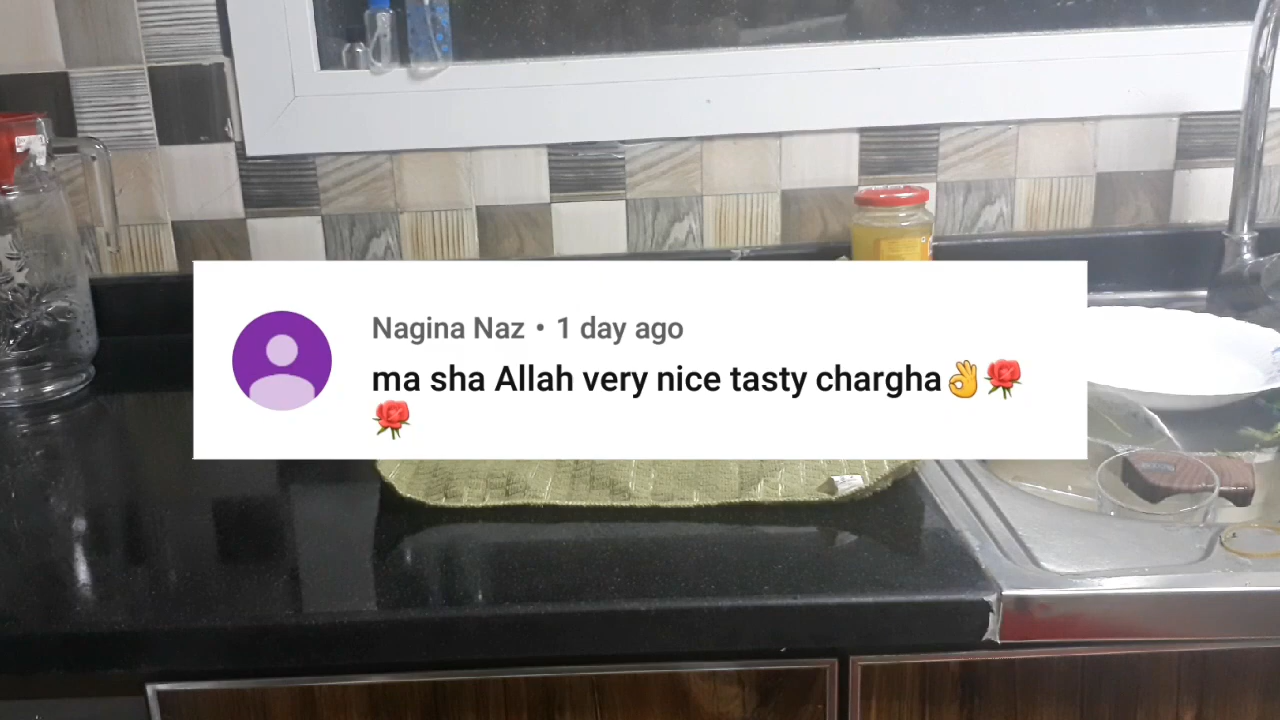 Nagina Naz • 1 day ago
ma sha Allah very nice tasty chargha👌🌹
🌹